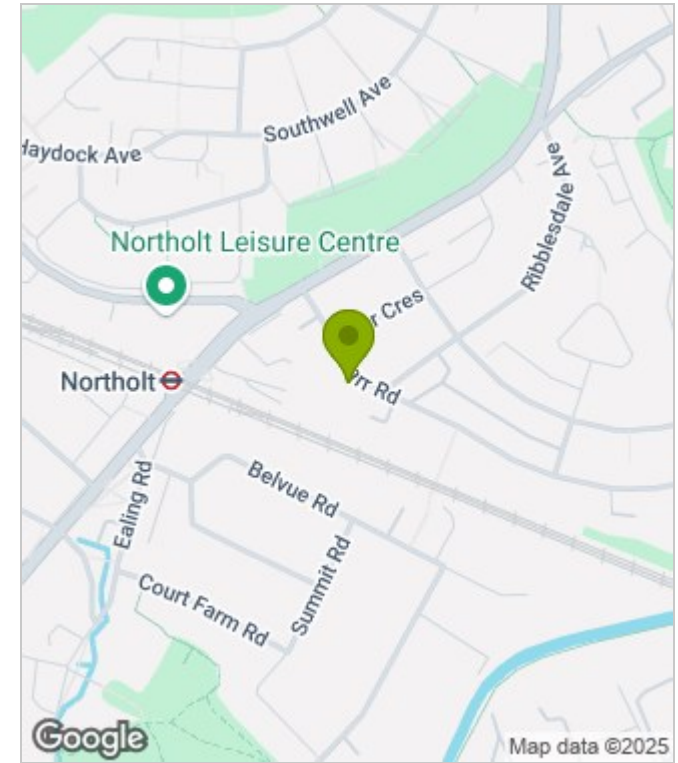 Southwell Ave
Haydock Ave
Ribblesdale Ave
Northolt Leisure Centre
Cres
Rd
Northolt
Belvue Rd
Ealing Rd
Summit Rd
Court Farm Rd
Google
Map data ©2025